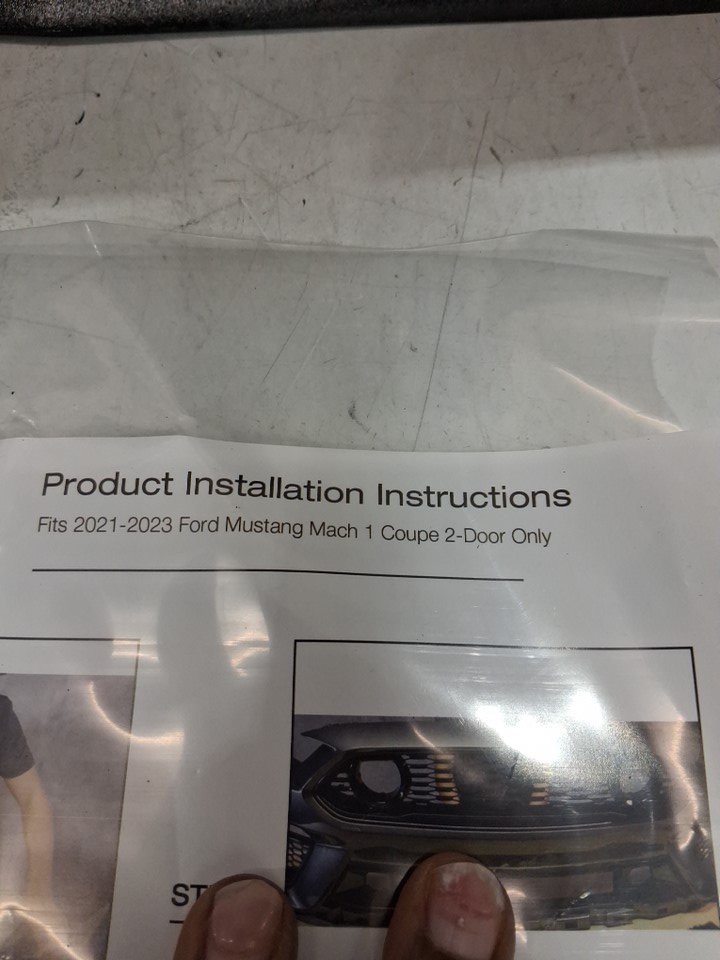 Product Installation Instructions
Fits 2021-2023 Ford Mustang Mach 1 Coupe 2-Door Only